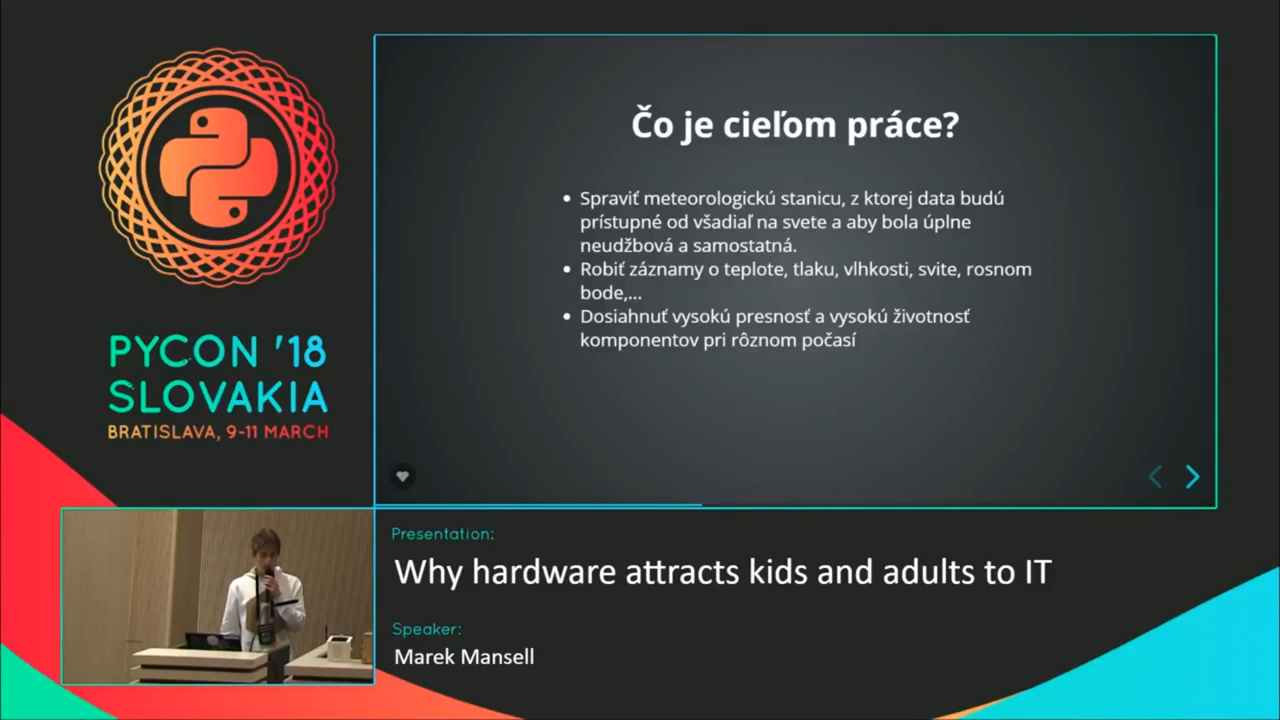 Čo je cieľom práce?
Spraviť meteorologickú stanicu, z ktorej data budú
prístupné od všadiaľ na svete a aby bola úplne
neudžbová a samostatná.
Robiť záznamy o teplote, tlaku, vlhkosti, svite, rosnom
bode,...
Dosiahnuť vysokú presnosť a vysokú životnosť
komponentov pri rôznom počasí
PYCON '18
SLOVAKIA
BRATISLAVA, 9-11 MARCH
Presentation:
Why hardware attracts kids and adults to IT
Speaker:
Marek Mansell